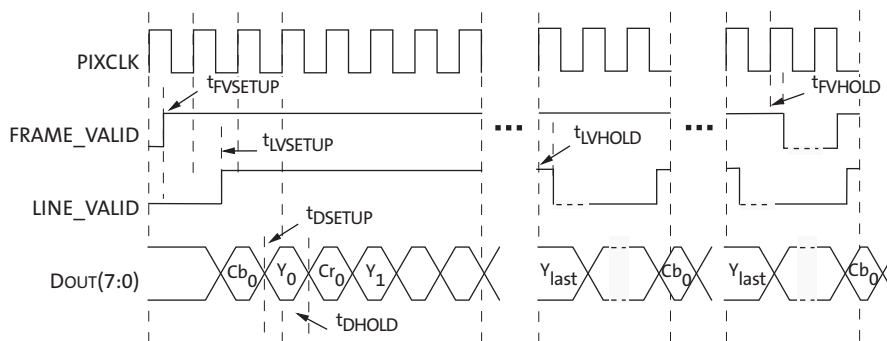 PIXCLK
tFVSETUP
tFVHOLD
FRAME_VALID
tLVSETUP
tLVHOLD
LINE_VALID
tDSETUP
DOUT(7:0)
Cb0 Y0 Cr0 Y1 Ylast Cb0 Ylast Cb0
tDHOLD